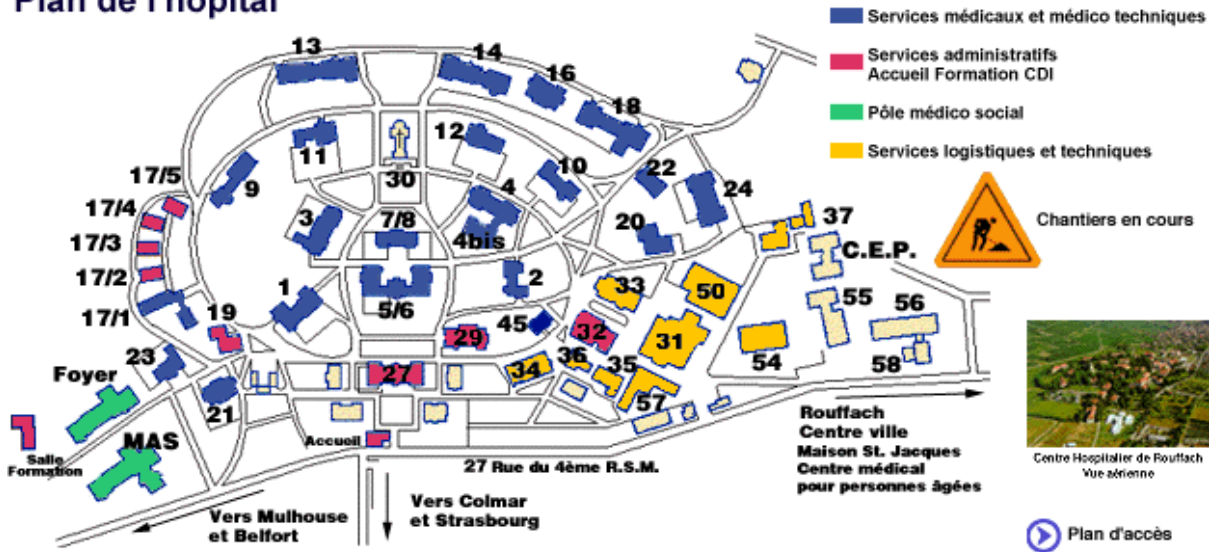 Plan de l'hôpital
Services médicaux et médico techniques
Services administratifs
Accueil Formation CDI
Pôle médico social
Services logistiques et techniques
Chantiers en cours
13
14
16
18
12
11
10
9
30
22
24
17/5
17/4
17/3
17/2
17/1
3
7/8
4
4bis
20
37
C.E.P.
1
5/6
2
33
50
55
56
19
45
29
32
31
54
58
23
27
34
36
35
57
21
Foyer
MAS
Salle
Formation
Accueil
27 Rue du 4ème R.S.M.
Rouffach
Centre ville
Maison St. Jacques
Centre médical
pour personnes âgées
Vers Mulhouse
et Belfort
Vers Colmar
et Strasbourg
Centre Hospitalier de Rouffach
Vue aérienne
Plan d'accès